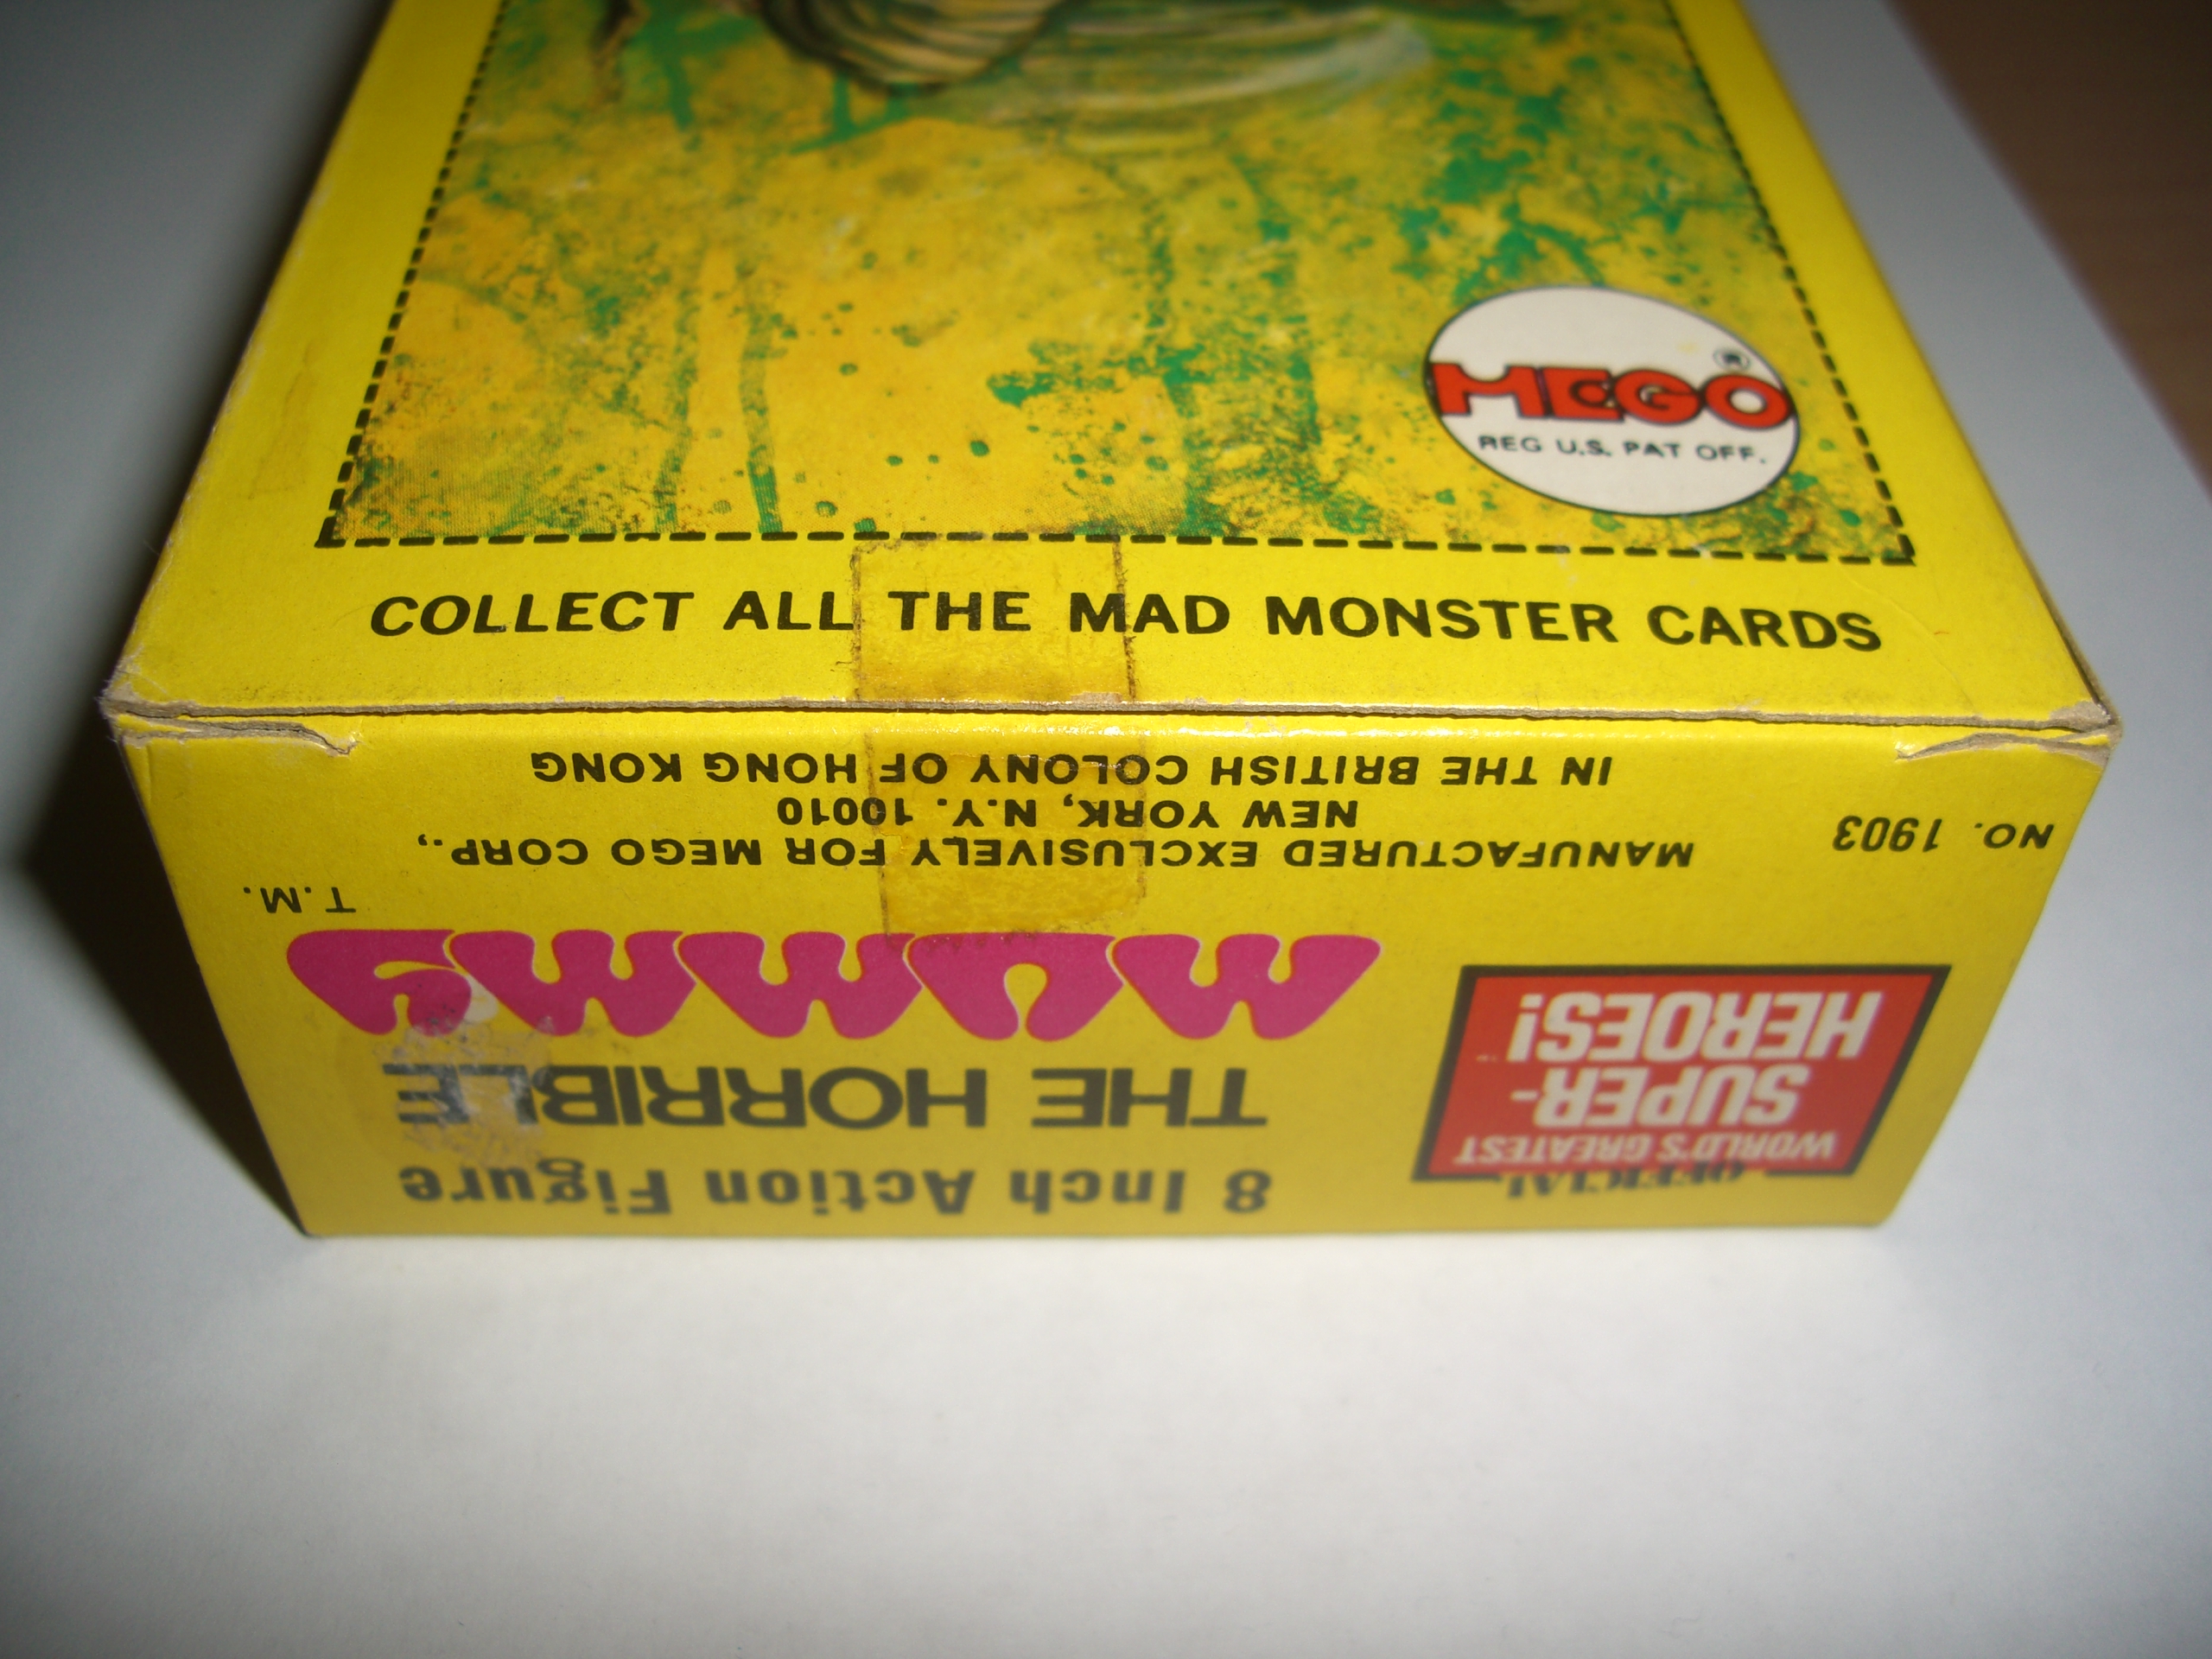 MEGO ®
REG U.S. PAT OFF.
COLLECT ALL THE MAD MONSTER CARDS
OFFICIAL
WORLD'S GREATEST
SUPER-
HEROES!
8 Inch Action Figure
THE HORRIBLE
MUMMY
T.M.
NO. 1903
MANUFACTURED EXCLUSIVELY FOR MEGO CORP.,
NEW YORK, N.Y. 10010
IN THE BRITISH COLONY OF HONG KONG